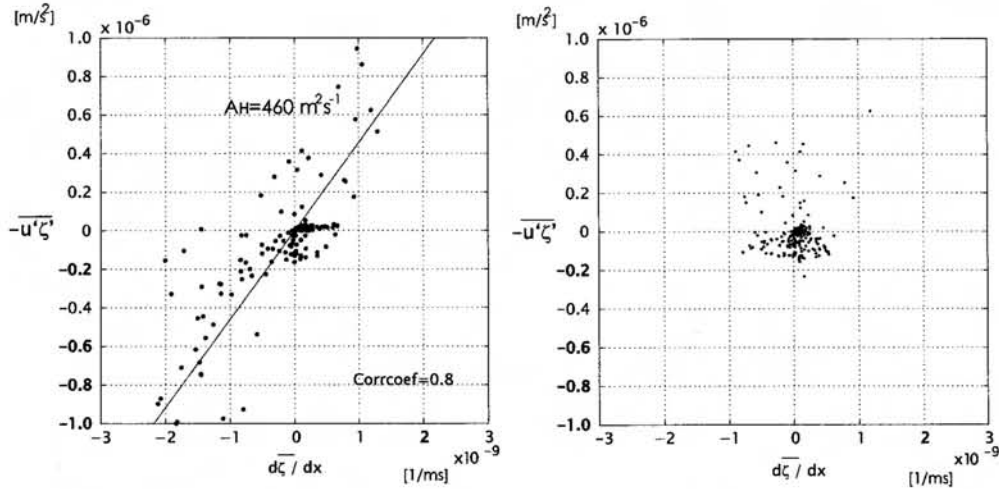 [m/s²] ×10⁻⁶
1.0
0.8
0.6
0.4
0.2
0
−0.2
−0.4
−0.6
−0.8
−1.0
−u'ζ'
AH=460 m²s⁻¹
Corrcoef=0.8
−3 −2 −1 0 1 2 3
×10⁻⁹
dζ / dx
[1/ms]
[m/s²] ×10⁻⁶
1.0
0.8
0.6
0.4
0.2
0
−0.2
−0.4
−0.6
−0.8
−1.0
−u'ζ'
−3 −2 −1 0 1 2 3
×10⁻⁹
dζ / dx
[1/ms]